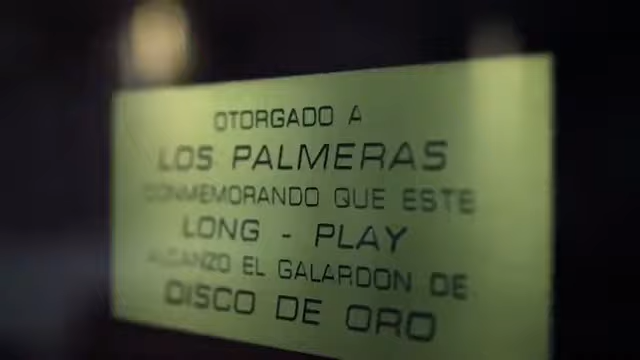 OTORGADO A
LOS PALMERAS
CONMEMORANDO QUE ESTE
LONG - PLAY
ALCANZO EL GALARDON DE
DISCO DE ORO